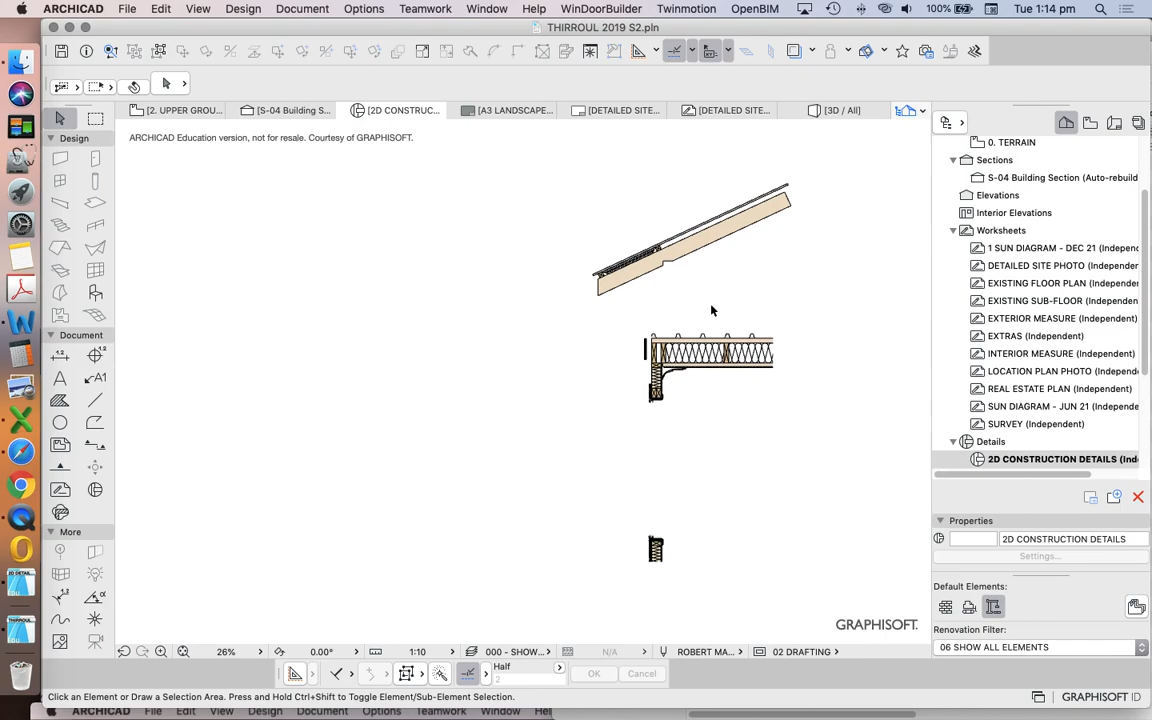 ARCHICAD File Edit View Design Document Options Teamwork Window Help WinDoorBuilder Twinmotion OpenBIM 100% Tue 1:14 pm
THIRROUL 2019 S2.pln
[2. UPPER GROU... [S-04 Building S... [2D CONSTRUC... [A3 LANDSCAPE... [DETAILED SITE... [DETAILED SITE... [3D / All]
ARCHICAD Education version, not for resale. Courtesy of GRAPHISOFT.
Design
Document
More
0. TERRAIN
Sections
S-04 Building Section (Auto-rebuild
Elevations
Interior Elevations
Worksheets
1 SUN DIAGRAM - DEC 21 (Independ
DETAILED SITE PHOTO (Independen
EXISTING FLOOR PLAN (Independen
EXISTING SUB-FLOOR (Independen
EXTERIOR MEASURE (Independent)
EXTRAS (Independent)
INTERIOR MEASURE (Independent)
LOCATION PLAN PHOTO (Independ
REAL ESTATE PLAN (Independent)
SUN DIAGRAM - JUN 21 (Independe
SURVEY (Independent)
Details
2D CONSTRUCTION DETAILS (Ind
Properties
2D CONSTRUCTION DETAILS
Settings...
Default Elements:
Renovation Filter:
06 SHOW ALL ELEMENTS
GRAPHISOFT.
26% 0.00° 1:10 000 - SHOW... N/A ROBERT MA... 02 DRAFTING
Half
2
OK Cancel
Click an Element or Draw a Selection Area. Press and Hold Ctrl+Shift to Toggle Element/Sub-Element Selection.
GRAPHISOFT ID
ARCHICAD File Edit View Design Document Options Teamwork Window Hel